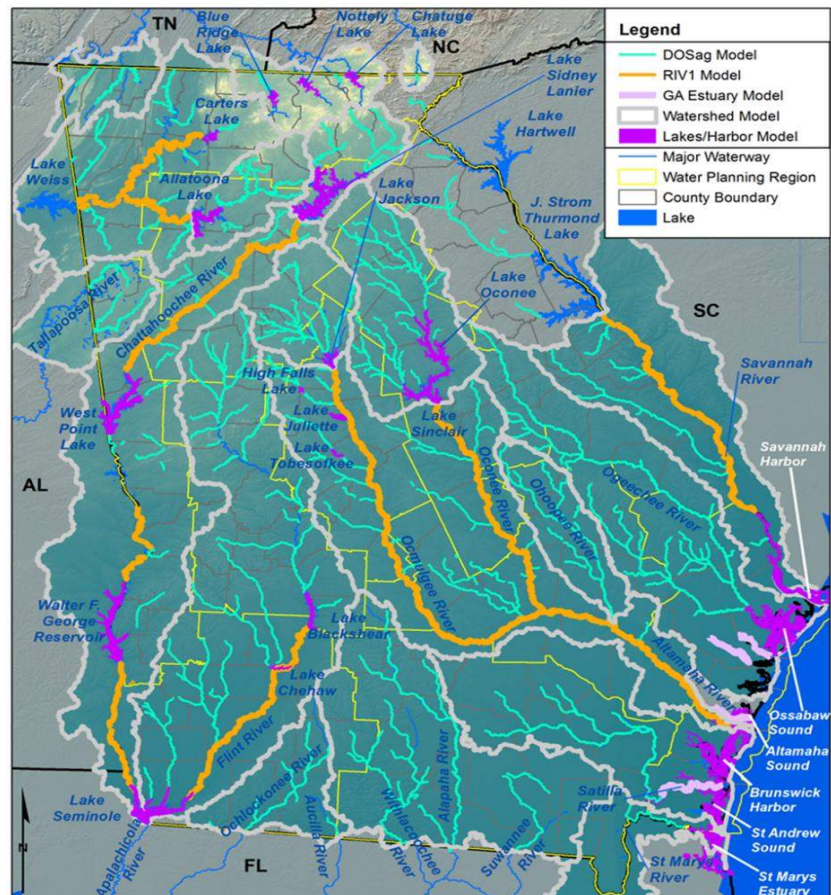 TN
Blue
Ridge
Lake
Nottely
Lake
Chatuge
Lake
NC
Lake
Sidney
Lanier
Legend
DOSag Model
RIV1 Model
GA Estuary Model
Watershed Model
Lakes/Harbor Model
Major Waterway
Water Planning Region
County Boundary
Lake
Carters
Lake
Lake
Hartwell
Lake
Weiss
Allatoona
Lake
Lake
Jackson
J. Strom
Thurmond
Lake
Lake
Oconee
SC
Tallapoosa River
Chattahoochee River
High Falls
Lake
Savannah
River
West
Point
Lake
Lake
Juliette
Lake
Sinclair
Lake
Tobesofkee
Savannah
Harbor
AL
Oconee River
Ohoopee River
Ogeechee River
Ocmulgee River
Walter F.
George
Reservoir
Lake
Blackshear
Altamaha River
Lake
Chehaw
Ossabaw
Sound
Flint River
Altamaha
Sound
Alapaha River
Satilla
River
Brunswick
Harbor
Lake
Seminole
Ochlockonee River
St Andrew
Sound
Apalachicola
River
Aucilla River
Withlacoochee
River
Suwannee
River
St Marys
River
St Marys
Estuary
FL
N